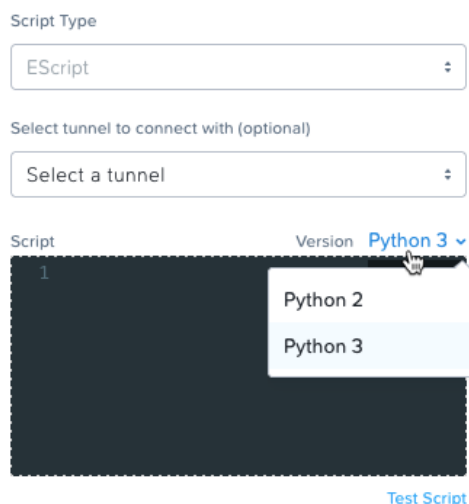 Script Type
EScript
Select tunnel to connect with (optional)
Select a tunnel
Script Version Python 3
1
Python 2
Python 3
Test Script